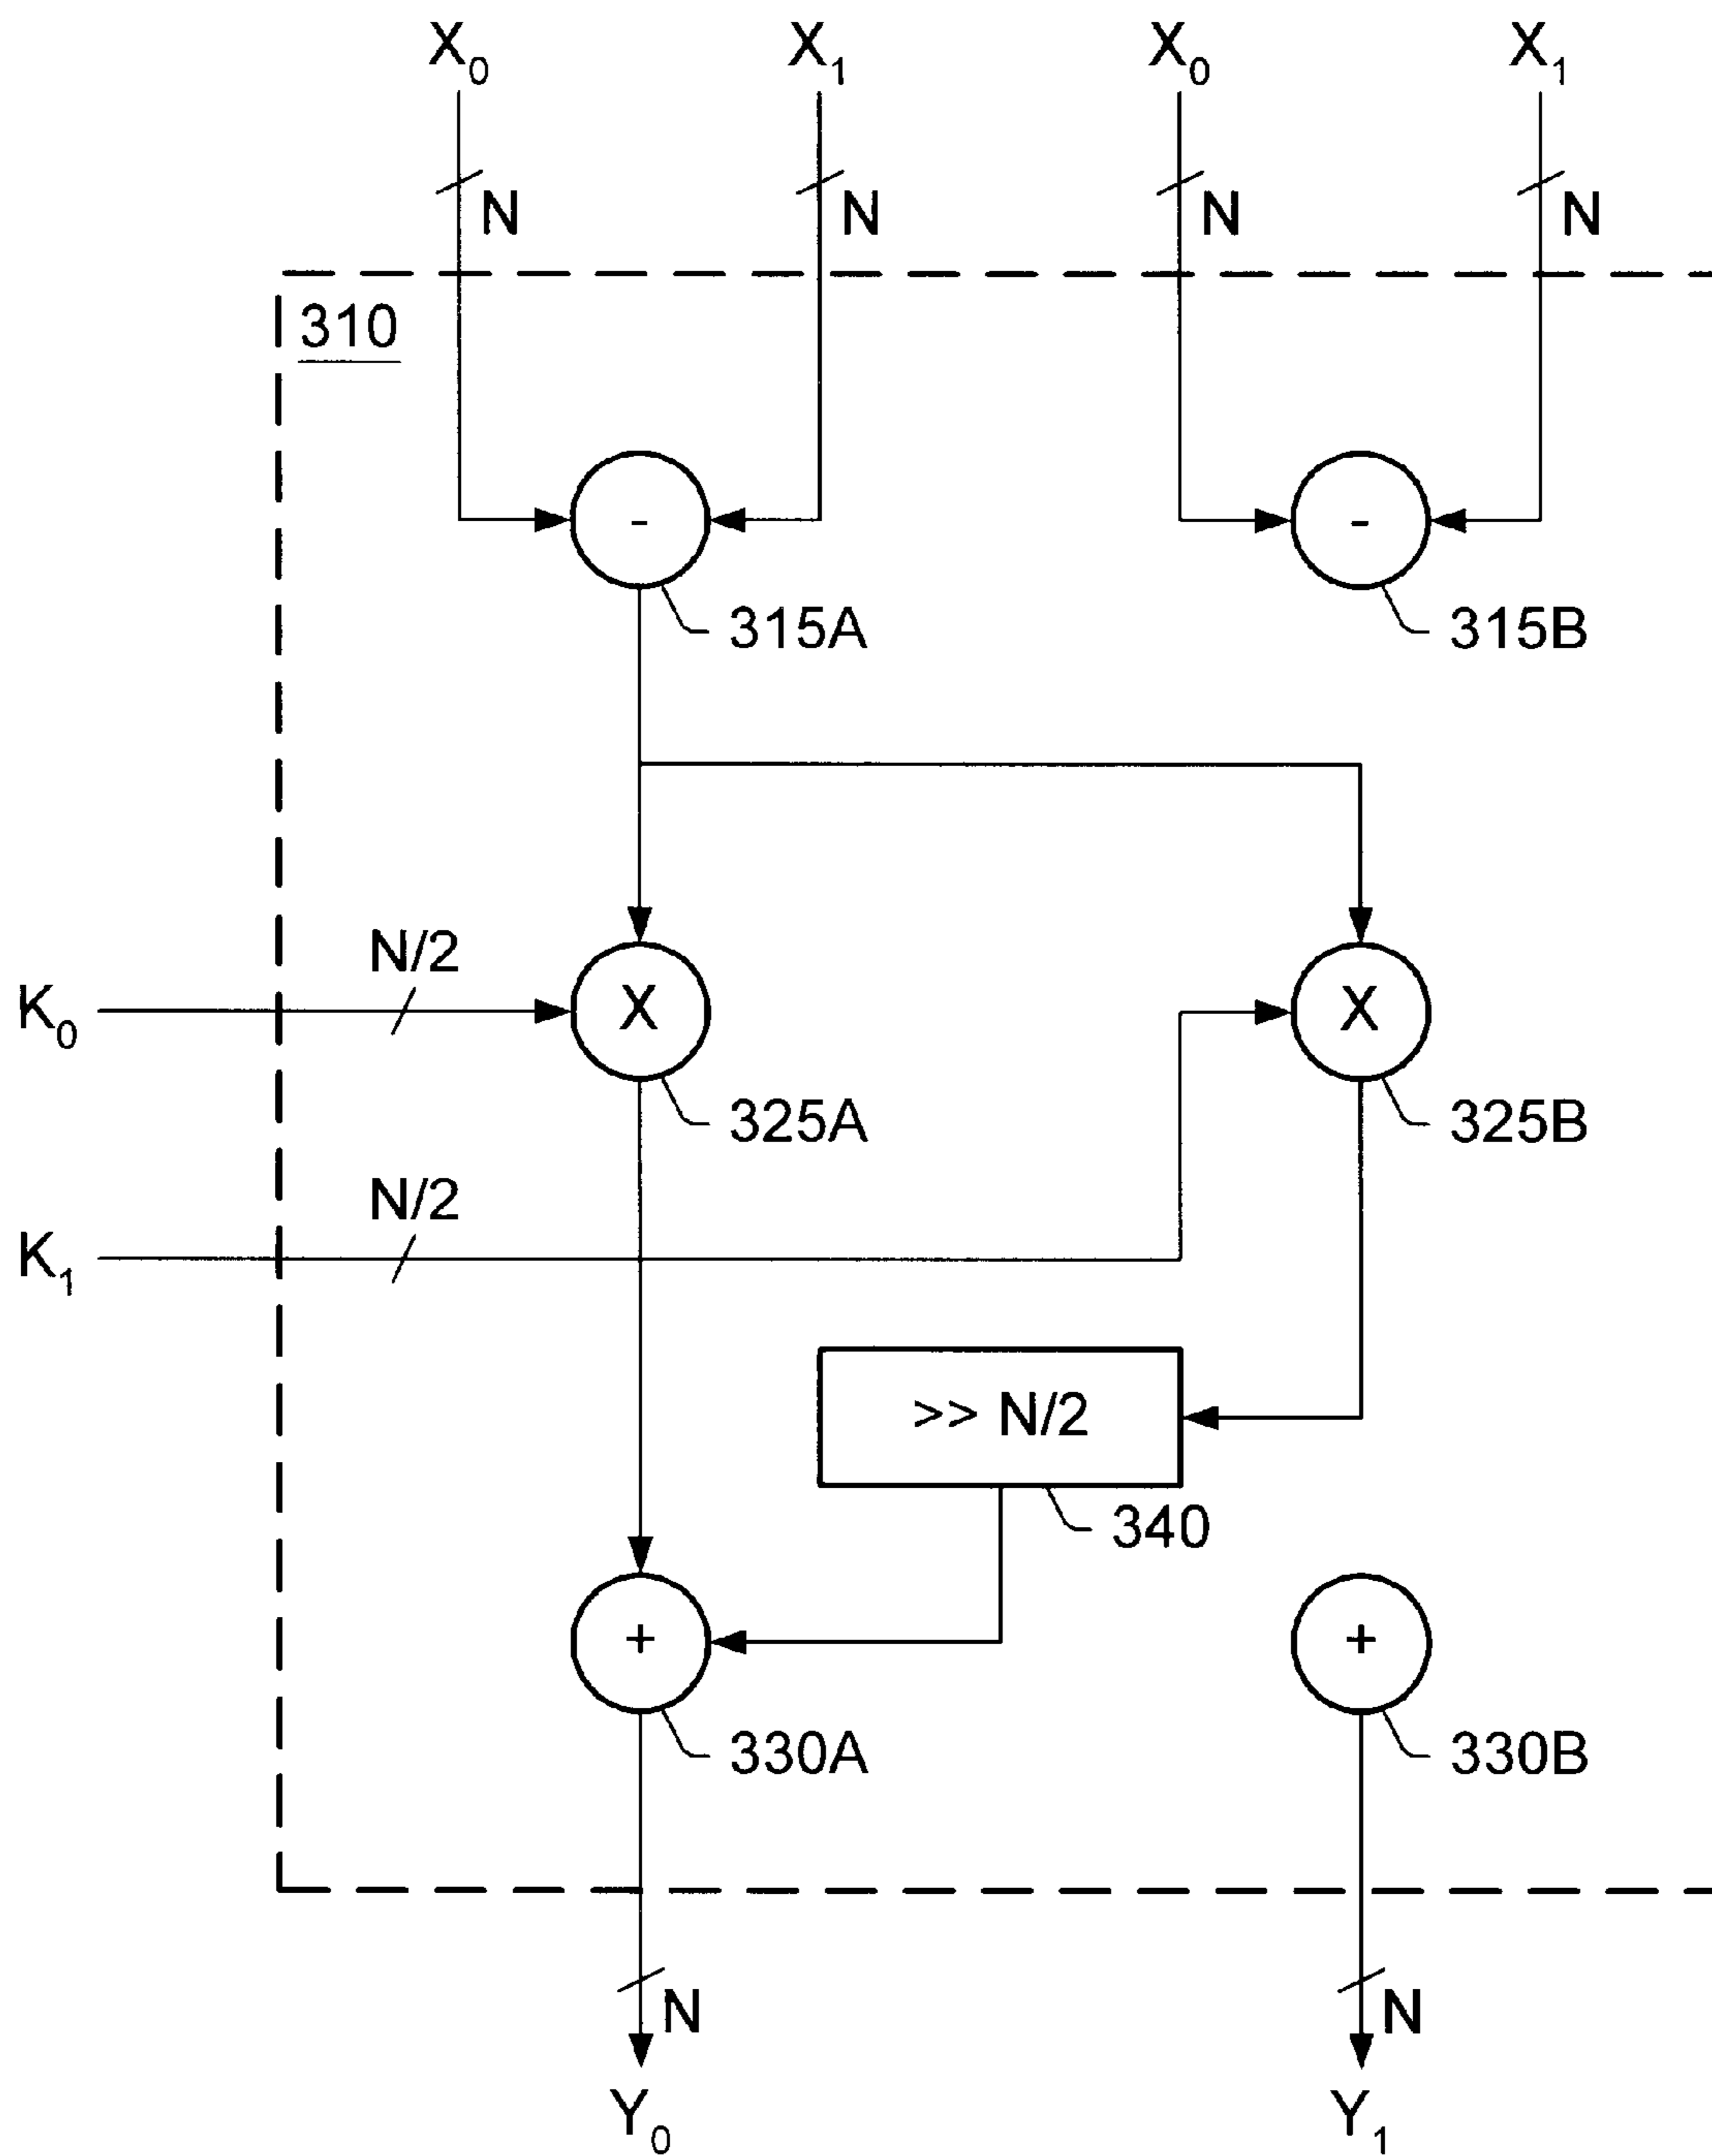 X₀ X₁ X₀ X₁
N N N N
310
- -
315A 315B
N/2
K₀ X X
325A 325B
N/2
K₁
>> N/2
340
+ +
330A 330B
N N
Y₀ Y₁